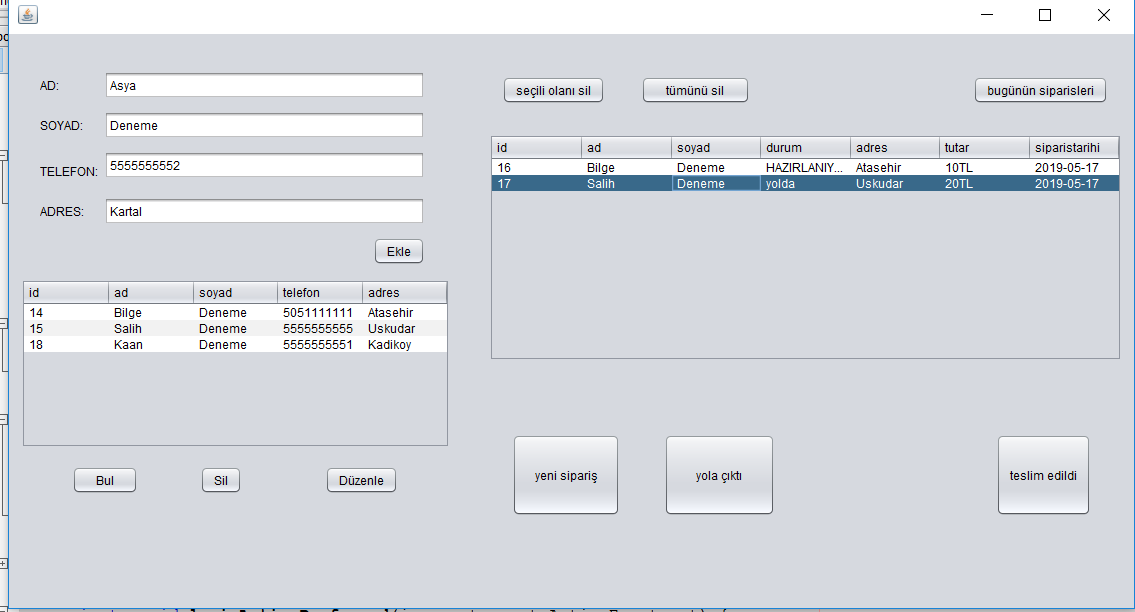 AD:
Asya
SOYAD:
Deneme
TELEFON:
5555555552
ADRES:
Kartal
Ekle
id ad soyad telefon adres
14 Bilge Deneme 5051111111 Atasehir
15 Salih Deneme 5555555555 Uskudar
18 Kaan Deneme 5555555551 Kadikoy
Bul Sil Düzenle
seçili olanı sil tümünü sil bugünün siparisleri
id ad soyad durum adres tutar siparistarihi
16 Bilge Deneme HAZIRLANIY... Atasehir 10TL 2019-05-17
17 Salih Deneme yolda Uskudar 20TL 2019-05-17
yeni sipariş yola çıktı teslim edildi